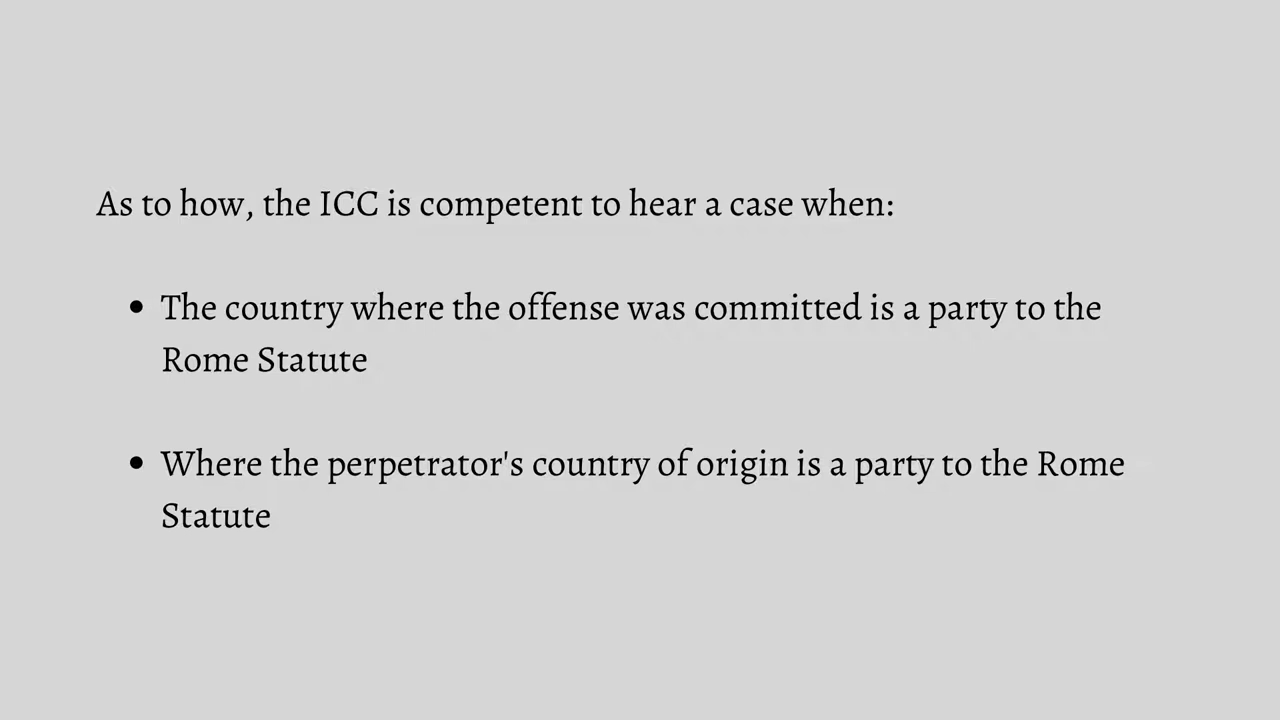 As to how, the ICC is competent to hear a case when:
• The country where the offense was committed is a party to the
Rome Statute
• Where the perpetrator's country of origin is a party to the Rome
Statute